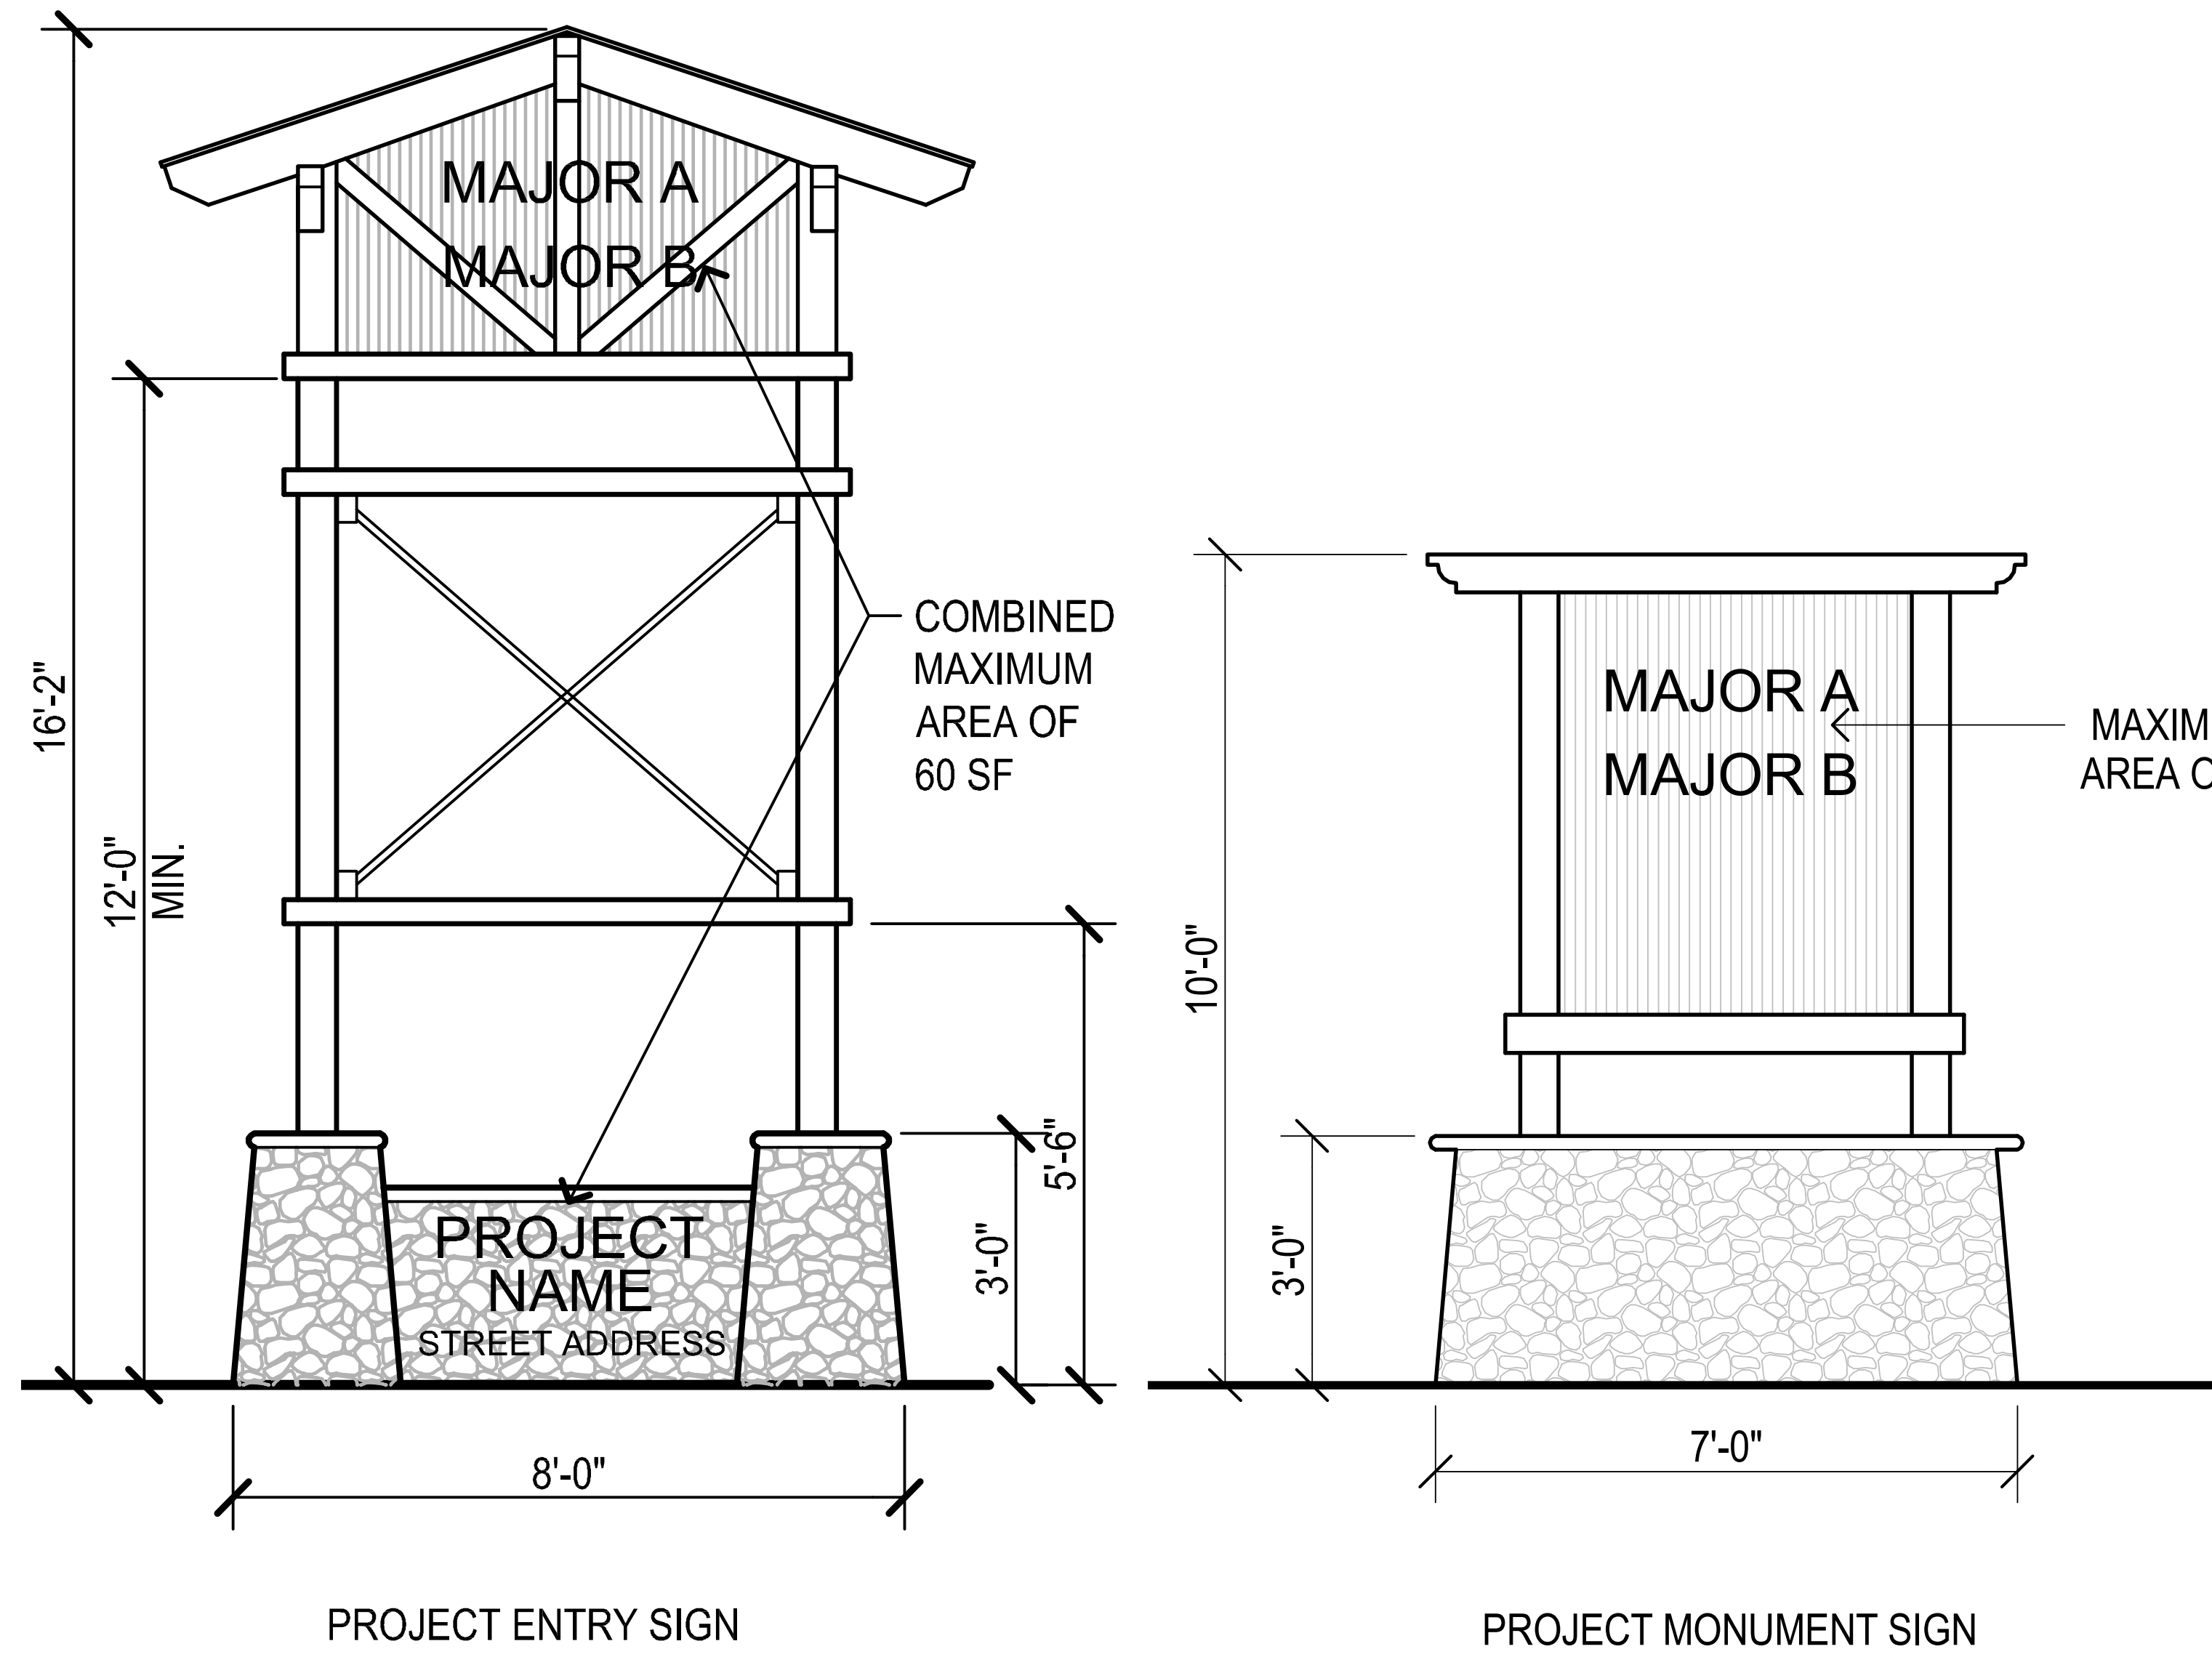 MAJOR A
MAJOR B
16'-2"
12'-0"
MIN.
COMBINED
MAXIMUM
AREA OF
60 SF
5'-6"
3'-0"
PROJECT
NAME
STREET ADDRESS
8'-0"
PROJECT ENTRY SIGN
MAJOR A
MAJOR B
MAXIM
AREA
10'-0"
3'-0"
7'-0"
PROJECT MONUMENT SIGN